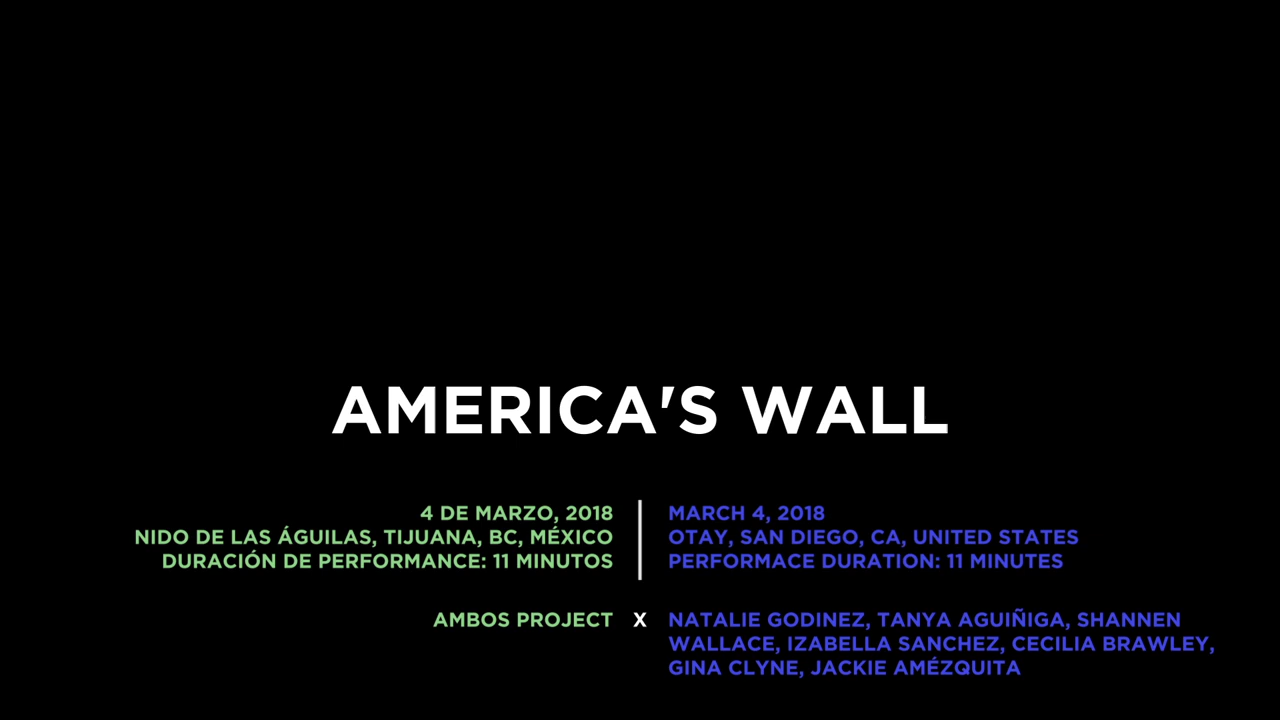 AMERICA'S WALL
4 DE MARZO, 2018
NIDO DE LAS ÁGUILAS, TIJUANA, BC, MÉXICO
DURACIÓN DE PERFORMANCE: 11 MINUTOS
MARCH 4, 2018
OTAY, SAN DIEGO, CA, UNITED STATES
PERFORMACE DURATION: 11 MINUTES
AMBOS PROJECT X NATALIE GODINEZ, TANYA AGUIÑIGA, SHANNEN
WALLACE, IZABELLA SANCHEZ, CECILIA BRAWLEY,
GINA CLYNE, JACKIE AMÉZQUITA